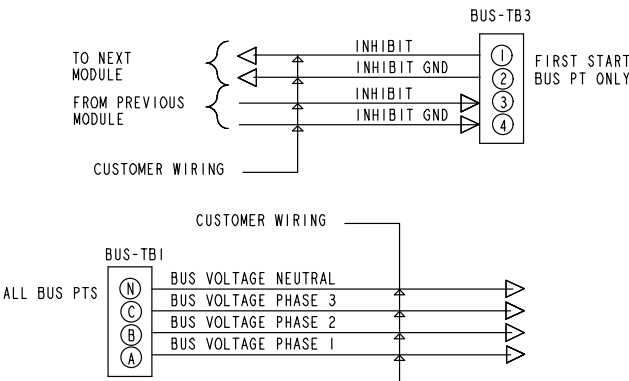 BUS-TB3
INHIBIT
1
TO NEXT
MODULE
INHIBIT GND
2
FIRST START
BUS PT ONLY
INHIBIT
3
FROM PREVIOUS
MODULE
INHIBIT GND
4
CUSTOMER WIRING
CUSTOMER WIRING
BUS-TB1
ALL BUS PTS
N
BUS VOLTAGE NEUTRAL
C
BUS VOLTAGE PHASE 3
B
BUS VOLTAGE PHASE 2
A
BUS VOLTAGE PHASE 1